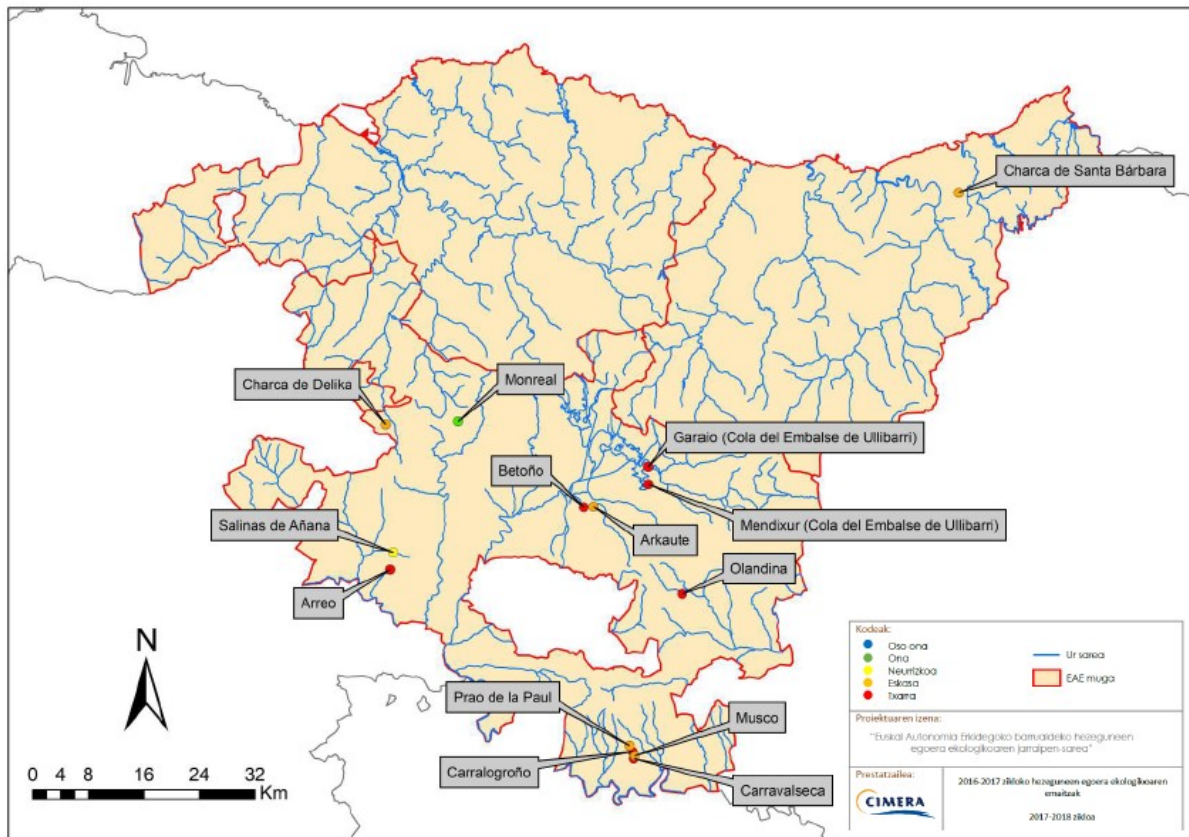 Charca de Santa Bárbara
Charca de Delika
Monreal
Garaio (Cola del Embalse de Ullibarri)
Betoño
Mendixur (Cola del Embalse de Ullibarri)
Salinas de Añana
Arkaute
Olandina
Arreo
N
Prao de la Paul
Musco
Carralogroño
Carravalseca
0 4 8 16 24 32
Km
Kodeak:
Oso ona
Ona
Neurrizkoa
Eskasa
Txarra
Ur sarea
EAE muga
Proiektuaren izena:
"Euskal Autonomia Erkidegoko barrualdeko hezeguneen
egoera ekologikoaren jarraipen-sarea"
Prestatzailea:
CIMERA
2016-2017 zikloko hezeguneen egoera ekologikoaren
emaitzak
2017-2018 zikloa